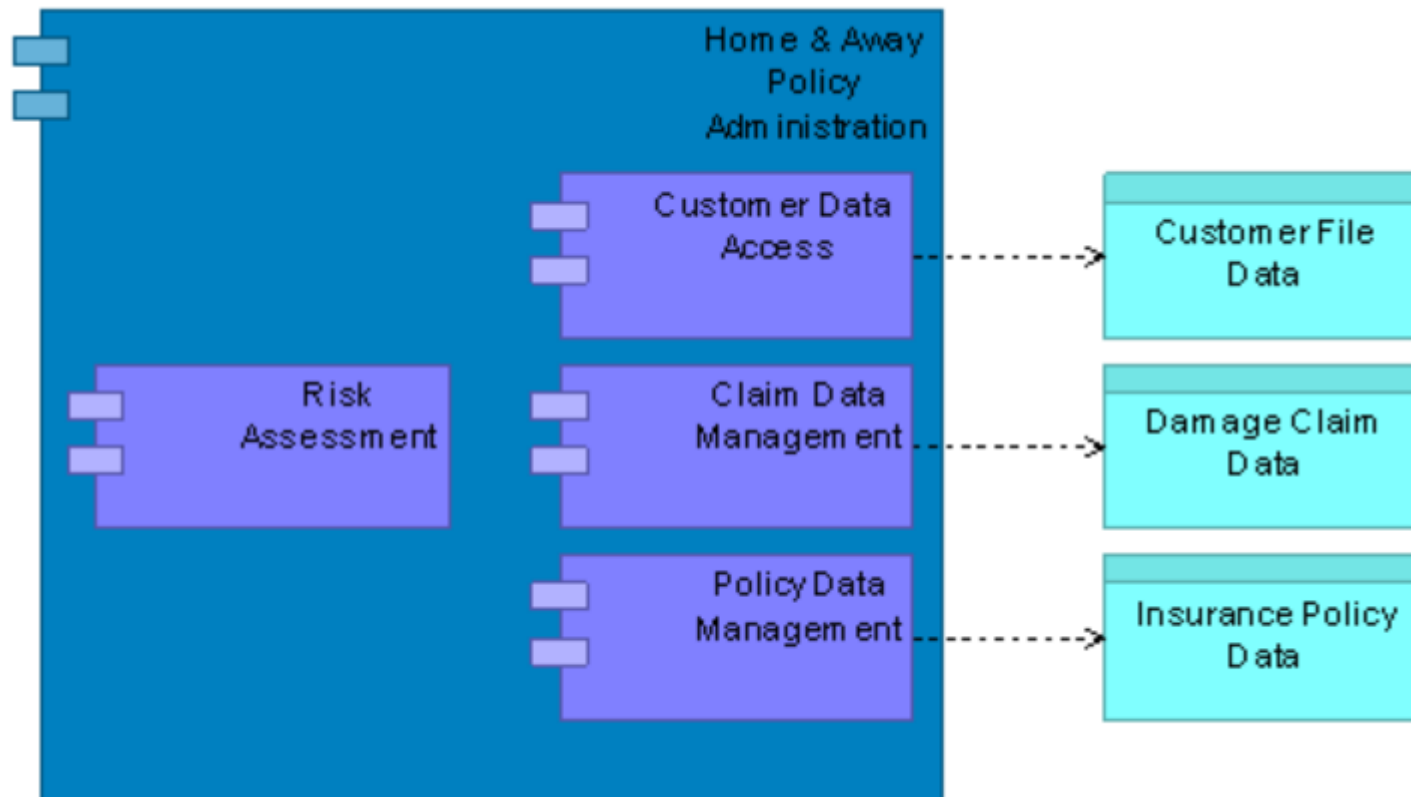 Home & Away
Policy
Administration
Customer Data
Access
Customer File
Data
Risk
Assessment
Claim Data
Management
Damage Claim
Data
Policy Data
Management
Insurance Policy
Data